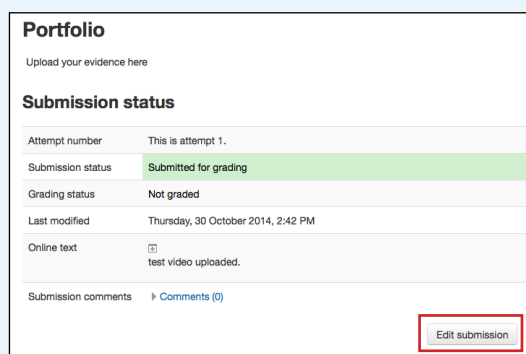 Portfolio
Upload your evidence here
Submission status
Attempt number This is attempt 1.
Submission status Submitted for grading
Grading status Not graded
Last modified Thursday, 30 October 2014, 2:42 PM
Online text
test video uploaded.
Submission comments Comments (0)
Edit submission